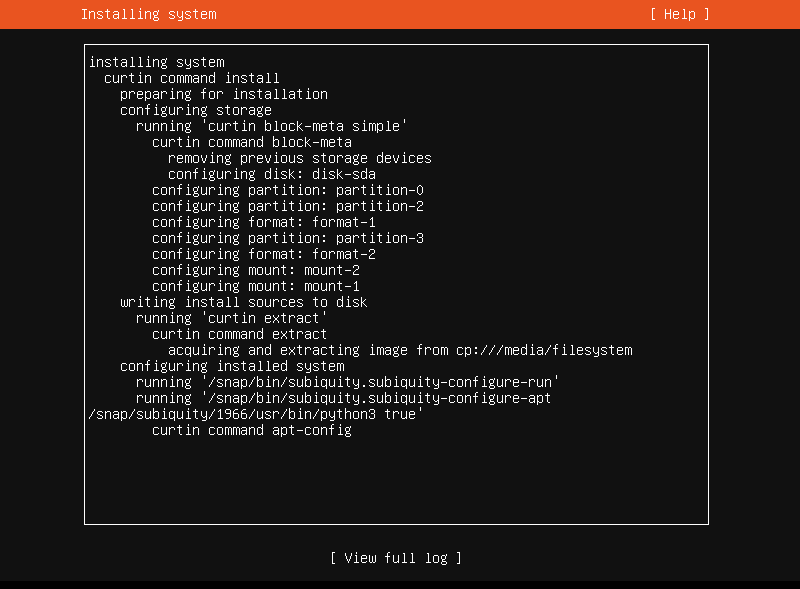 Installing system
[ Help ]
installing system
curtin command install
preparing for installation
configuring storage
running 'curtin block-meta simple'
curtin command block-meta
removing previous storage devices
configuring disk: disk-sda
configuring partition: partition-0
configuring partition: partition-2
configuring format: format-1
configuring partition: partition-3
configuring format: format-2
configuring mount: mount-2
configuring mount: mount-1
writing install sources to disk
running 'curtin extract'
curtin command extract
acquiring and extracting image from cp:///media/filesystem
configuring installed system
running '/snap/bin/subiquity.subiquity-configure-run'
running '/snap/bin/subiquity.subiquity-configure-apt
/snap/subiquity/1966/usr/bin/python3 true'
curtin command apt-config
[ View full log ]